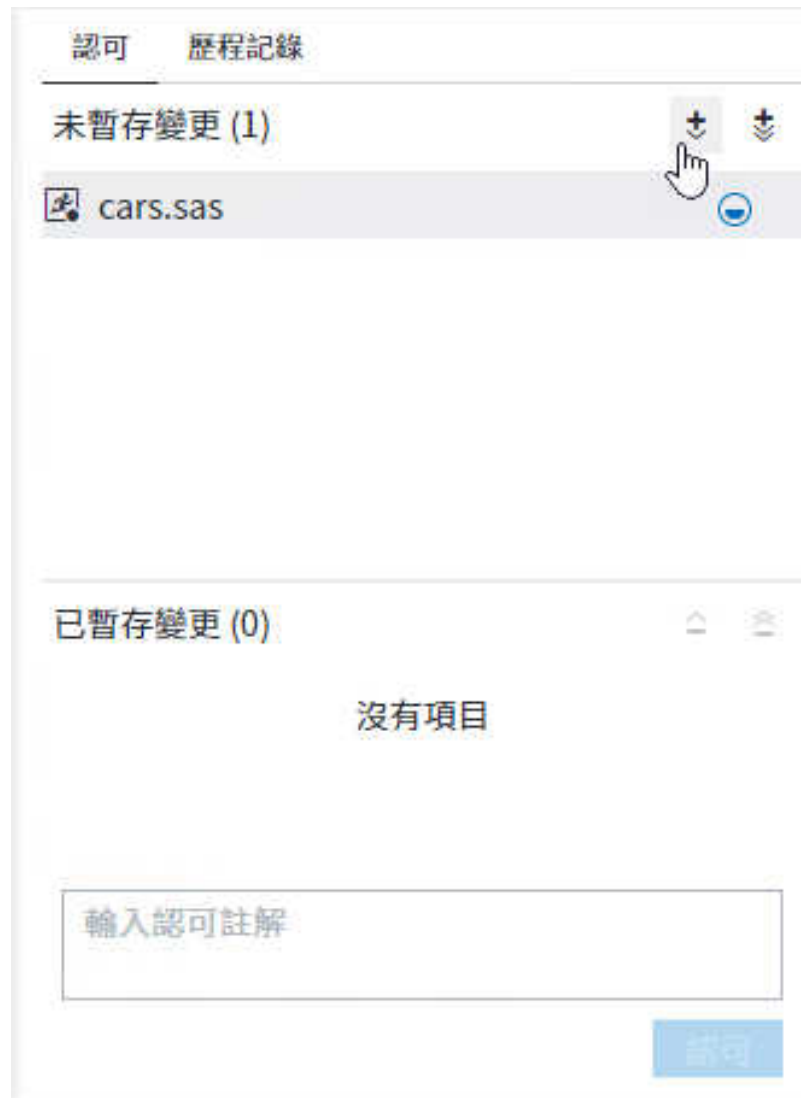 認可 歷程記錄
未暫存變更 (1)
cars.sas
已暫存變更 (0)
沒有項目
輸入認可註解
認可